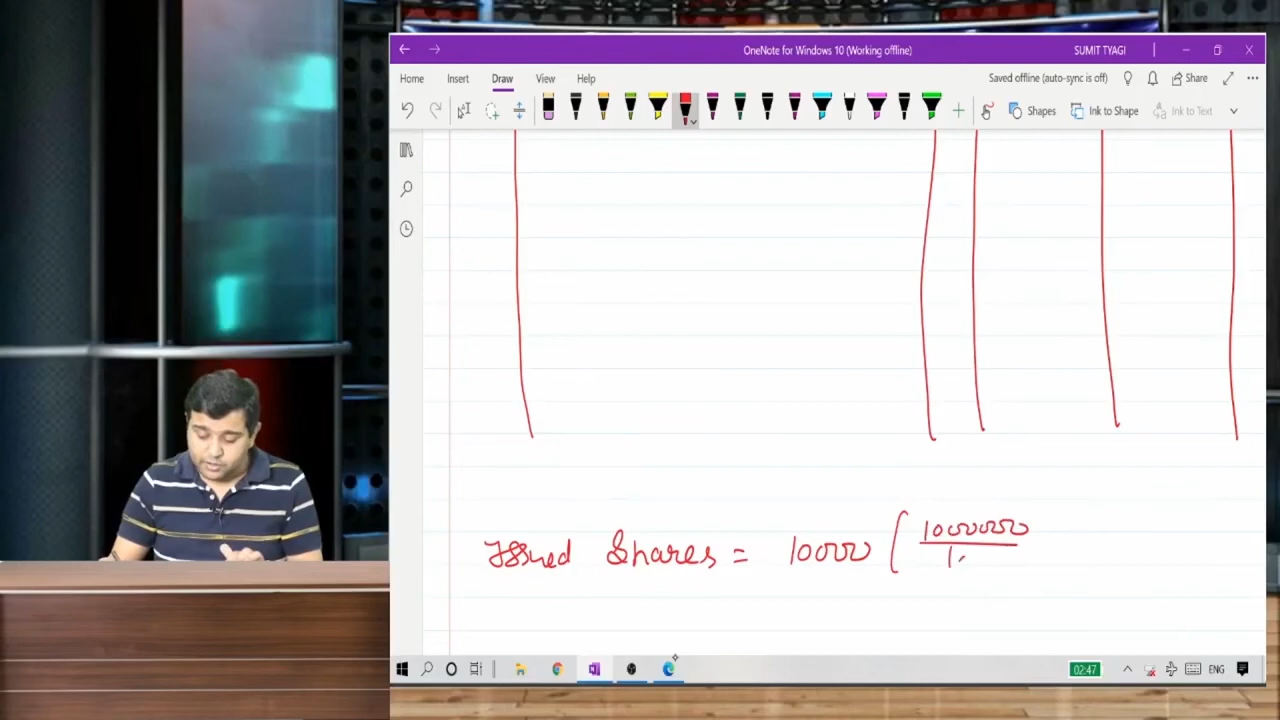 OneNote for Windows 10 (Working offline)
SUMIT TYAGI
Home Insert Draw View Help
Saved offline (auto-sync is off)
Share
Shapes
Ink to Shape
Ink to Text
Issued Shares = 10000 ( 1000000
1
02:47
ENG